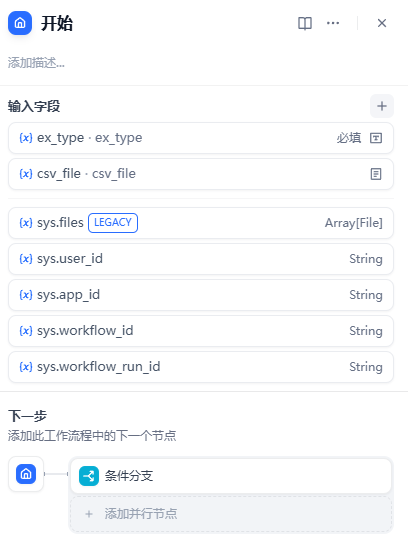 开始
添加描述...
输入字段
{x} ex_type · ex_type 必填
{x} csv_file · csv_file
{x} sys.files LEGACY Array[File]
{x} sys.user_id String
{x} sys.app_id String
{x} sys.workflow_id String
{x} sys.workflow_run_id String
下一步
添加此工作流程中的下一个节点
条件分支
+ 添加并行节点